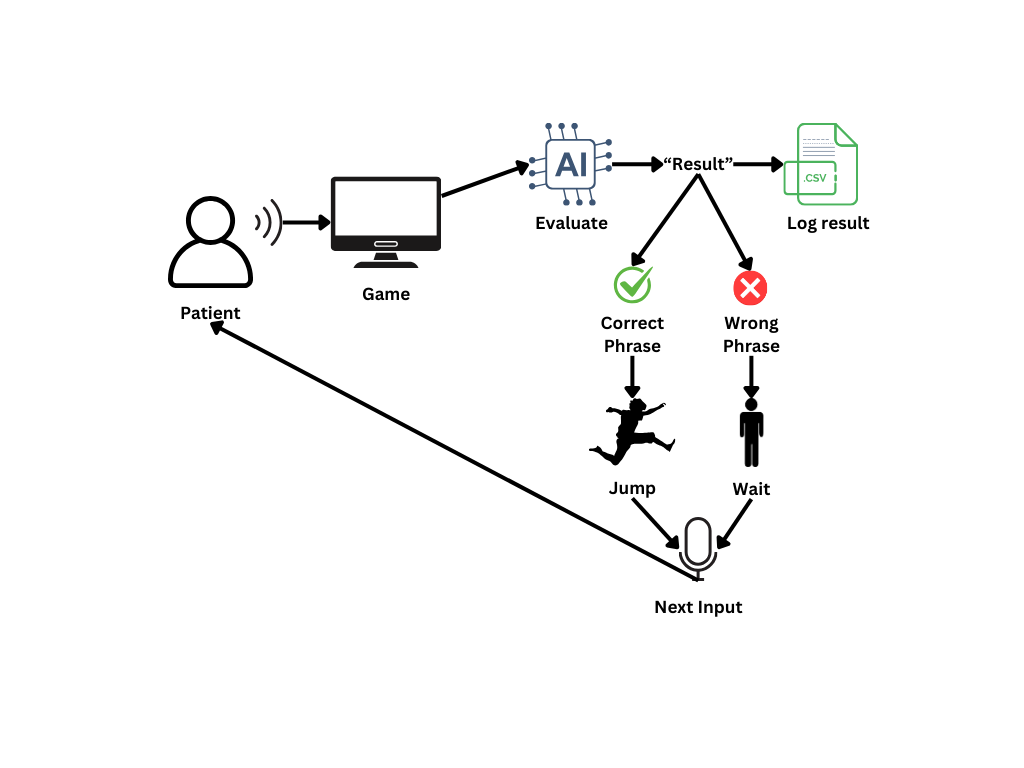 AI
“Result”
.CSV
Evaluate
Log result
Game
Patient
Correct
Phrase
Wrong
Phrase
Jump
Wait
Next Input